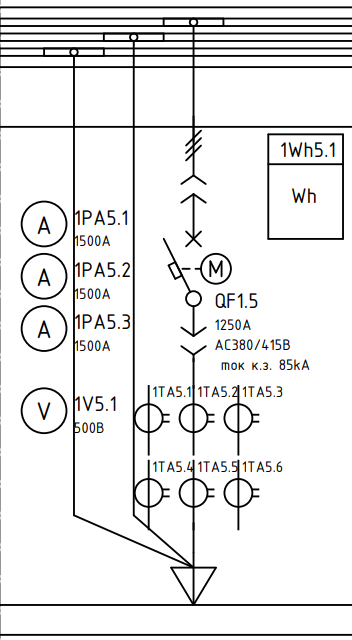 1Wh5.1
Wh
A 1PA5.1
1500A
A 1PA5.2
1500A
A 1PA5.3
1500A
M
QF1.5
1250A
AC380/415B
ток к.з. 85kA
V 1V5.1
500В
1TA5.1 1TA5.2 1TA5.3
1TA5.4 1TA5.5 1TA5.6